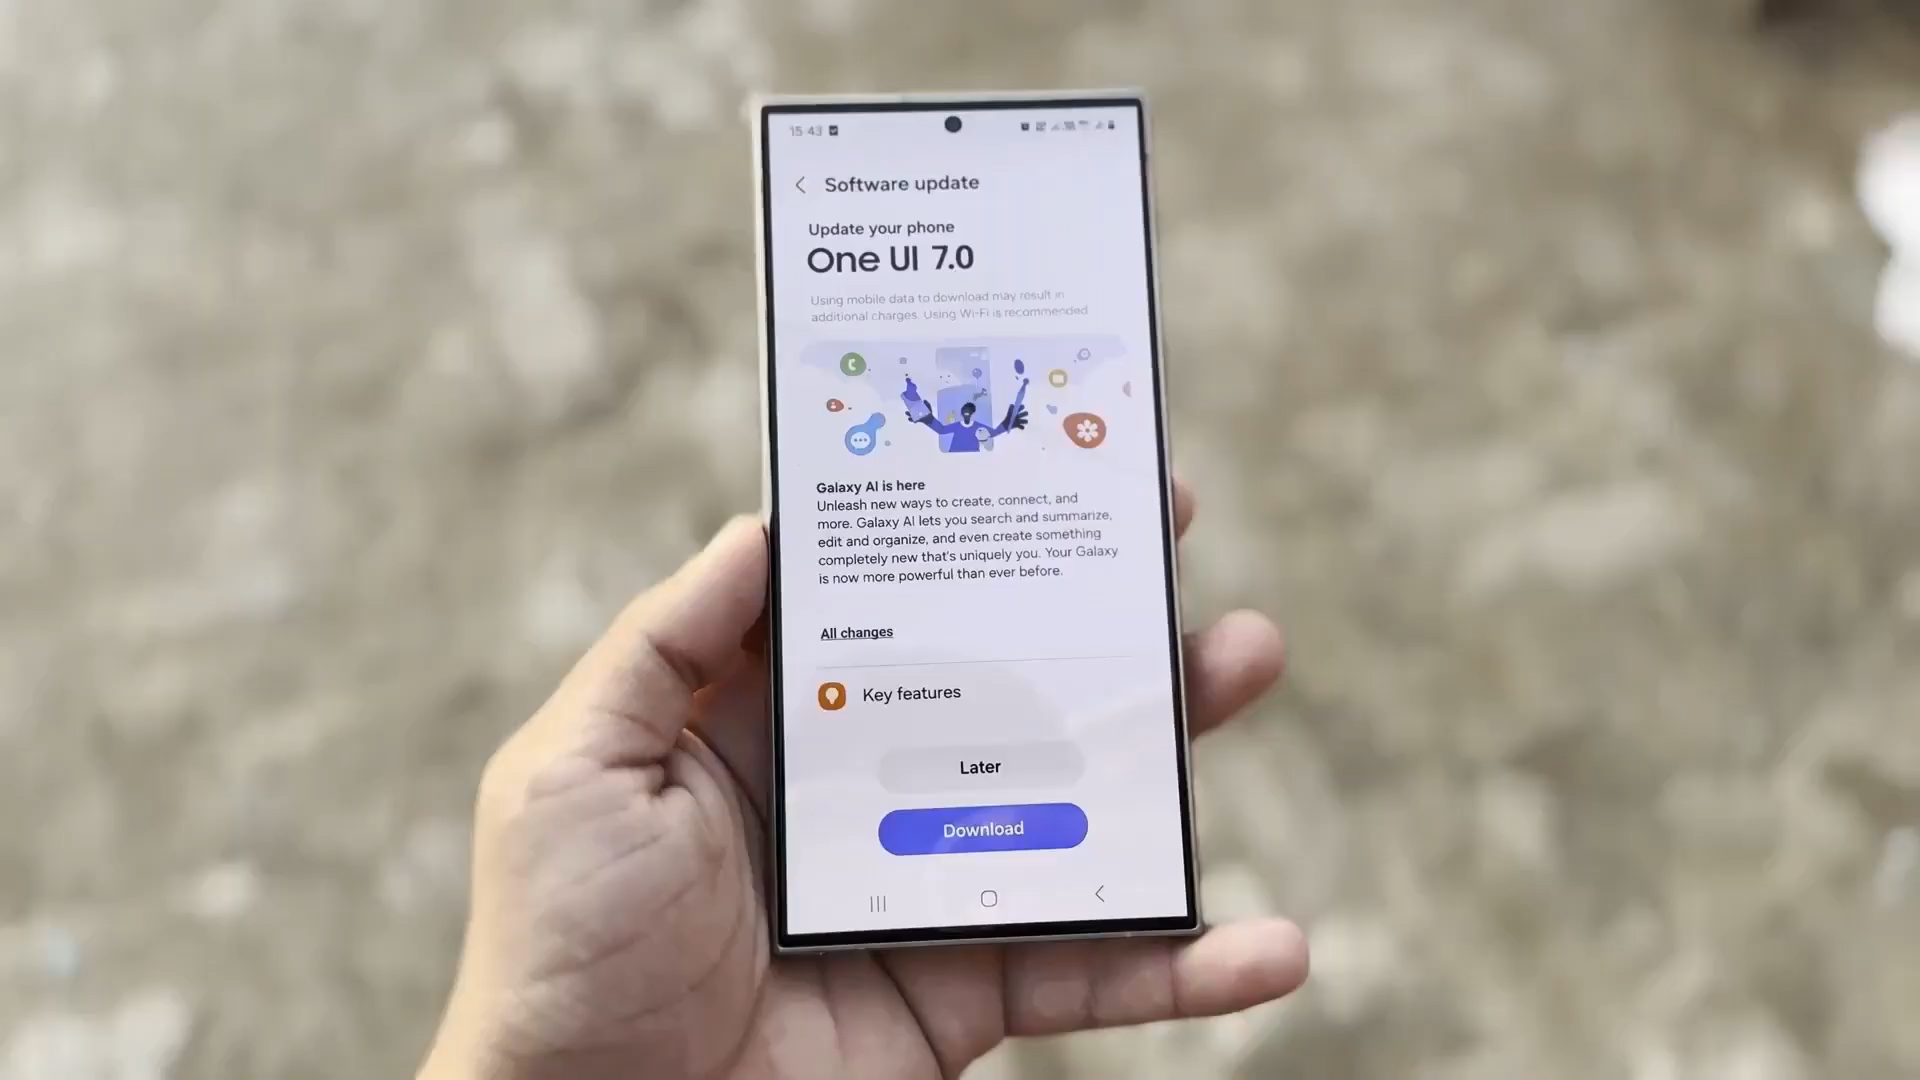 15 43
Software update
Update your phone
One UI 7.0
Using mobile data to download may result in
additional charges. Using Wi-Fi is recommended
Galaxy AI is here
Unleash new ways to create, connect, and
more. Galaxy AI lets you search and summarize,
edit and organize, and even create something
completely new that's uniquely you. Your Galaxy
is now more powerful than ever before.
All changes
Key features
Later
Download